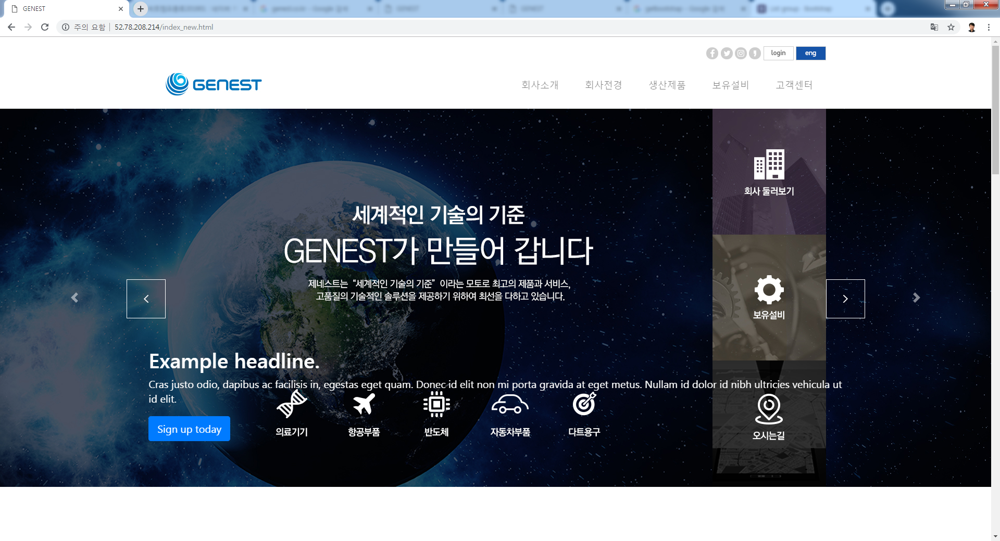 GENEST
주의 요함
52.78.208.214/index_new.html
login
eng
GENEST
회사소개
회사전경
생산제품
보유설비
고객센터
세계적인 기술의 기준
GENEST가 만들어 갑니다
제네스트는 “세계적인 기술의 기준” 이라는 모토로 최고의 제품과 서비스,
고품질의 기술적인 솔루션을 제공하기 위하여 최선을 다하고 있습니다.
회사 둘러보기
보유설비
오시는길
Example headline.
Cras justo odio, dapibus ac facilisis in, egestas eget quam. Donec id elit non mi porta gravida at eget metus. Nullam id dolor id nibh ultricies vehicula ut
id elit.
Sign up today
의료기기
항공부품
반도체
자동차부품
다트용구